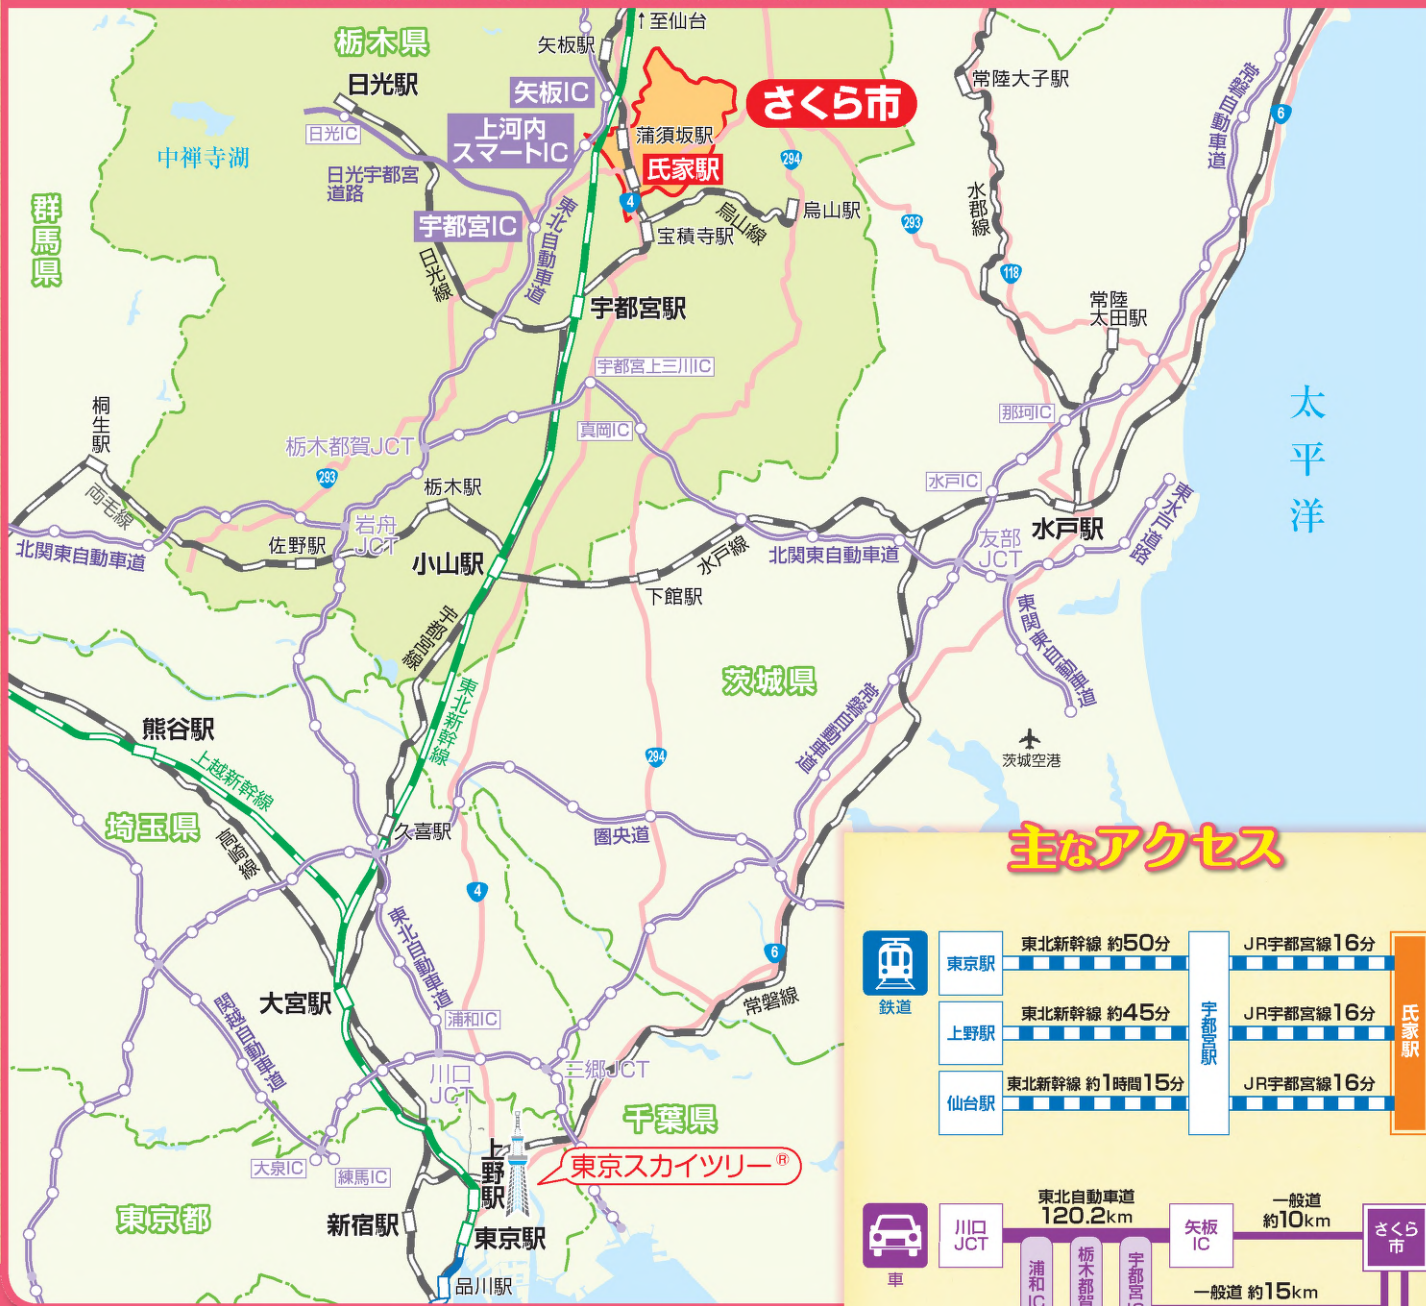 ↑至仙台
栃木県
矢板駅
日光駅
矢板IC
さくら市
常陸大子駅
常磐自動車道
6
日光IC
上河内
スマートIC
蒲須坂駅
中禅寺湖
294
氏家駅
日光宇都宮
道路
4
水郡線
群馬県
宇都宮IC
東北自動車道
烏山線
烏山駅
293
宝積寺駅
日光線
118
宇都宮駅
常陸
太田駅
宇都宮上三川IC
太平洋
桐生駅
那珂IC
真岡IC
栃木都賀JCT
293
水戸IC
栃木駅
両毛線
東水戸道路
岩舟
JCT
水戸駅
佐野駅
友部
JCT
北関東自動車道
小山駅
水戸線
北関東自動車道
下館駅
宇都宮線
東関東自動車道
茨城県
東北新幹線
常磐自動車道
熊谷駅
294
茨城空港
上越新幹線
埼玉県
久喜駅
圏央道
高崎線
4
東北自動車道
6
大宮駅
常磐線
関越自動車道
浦和IC
川口
JCT
三郷JCT
千葉県
上野駅
大泉IC
練馬IC
東京スカイツリー®
東京都
新宿駅
東京駅
品川駅
主なアクセス
鉄道
東京駅
東北新幹線 約50分
宇都宮駅
JR宇都宮線16分
氏家駅
上野駅
東北新幹線 約45分
JR宇都宮線16分
仙台駅
東北新幹線 約1時間15分
JR宇都宮線16分
車
川口
JCT
東北自動車道
120.2km
矢板
IC
一般道
約10km
さくら
市
浦和IC
栃木都賀
宇都宮IC
一般道 約15km